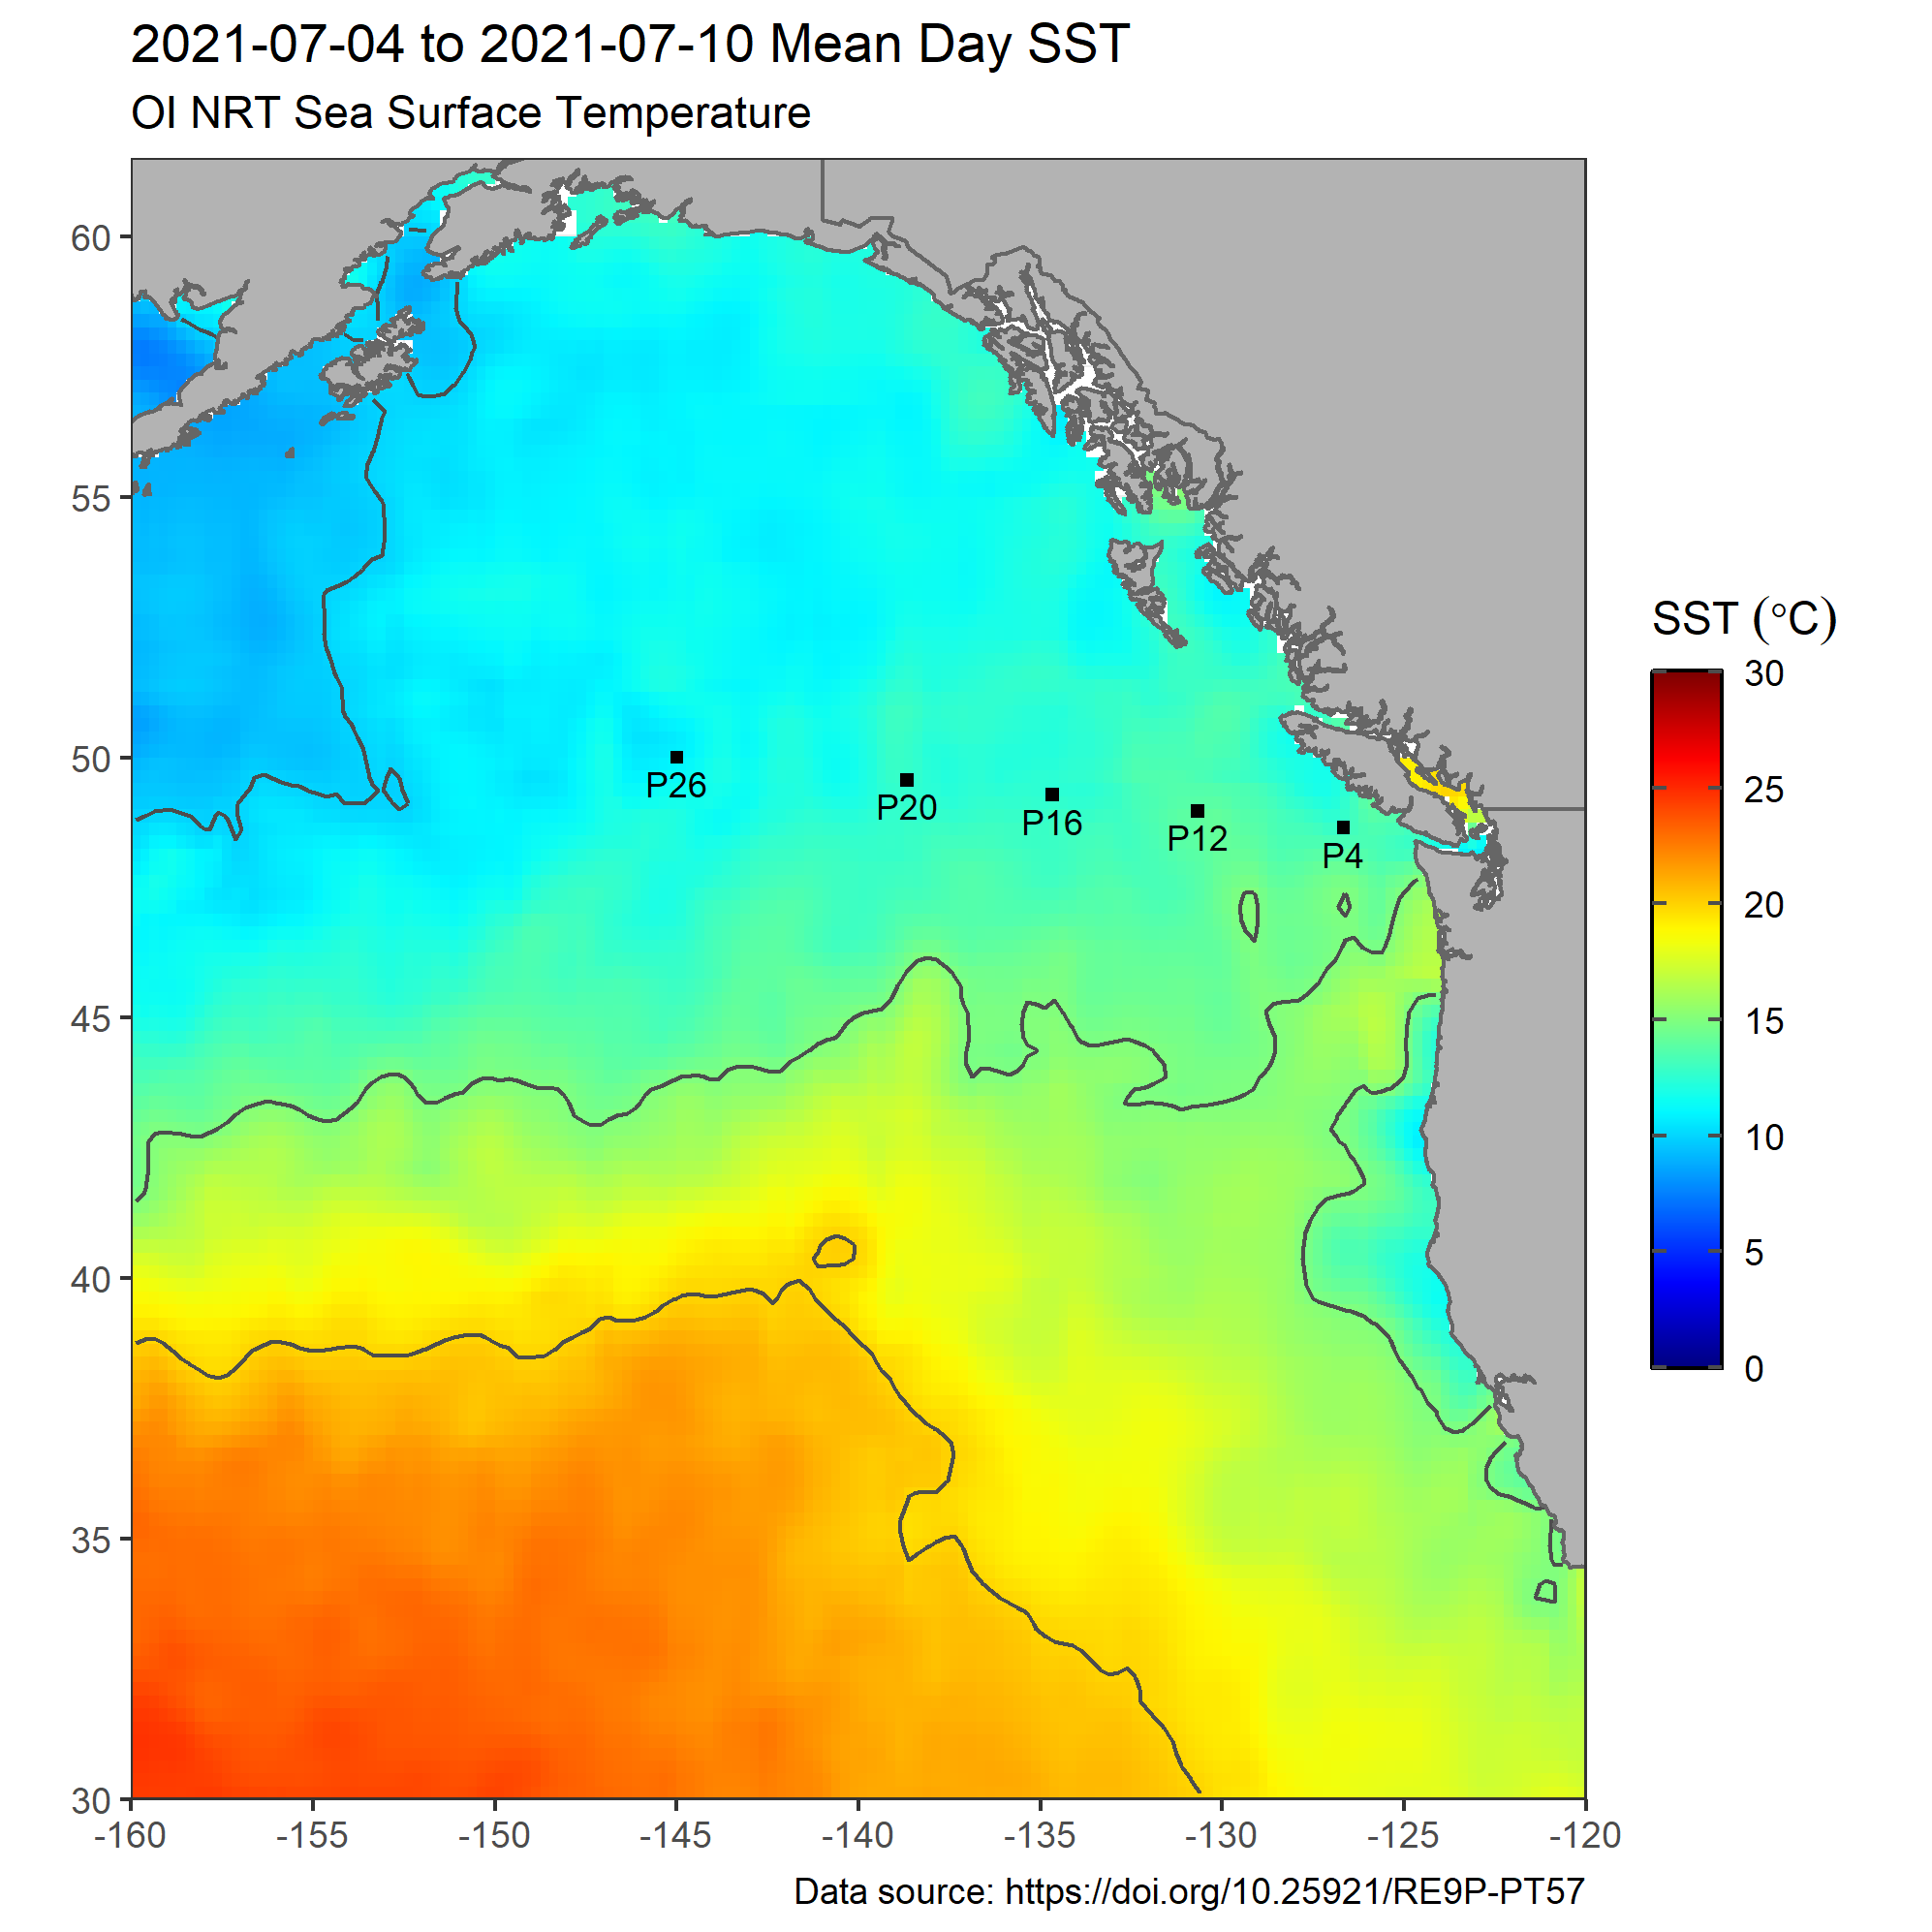 2021-07-04 to 2021-07-10 Mean Day SST
OI NRT Sea Surface Temperature
60
55
50
45
40
35
30
-160
-155
-150
-145
-140
-135
-130
-125
-120
P26
P20
P16
P12
P4
SST (°C)
30
25
20
15
10
5
0
Data source: https://doi.org/10.25921/RE9P-PT57